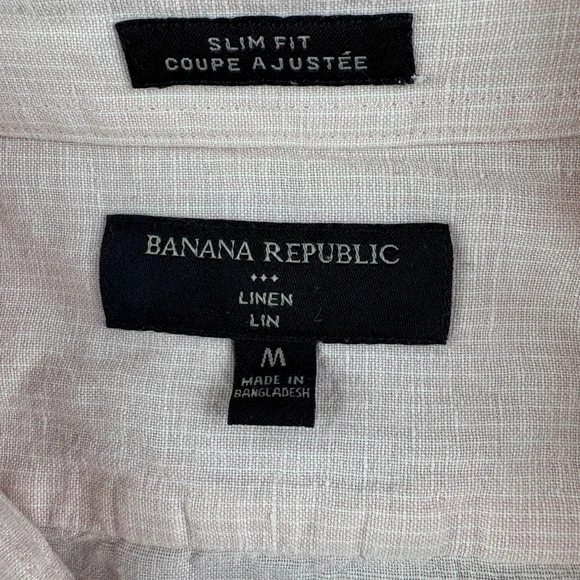 SLIM FIT
COUPE AJUSTÉE
BANANA REPUBLIC
LINEN
LIN
M
MADE IN
BANGLADESH